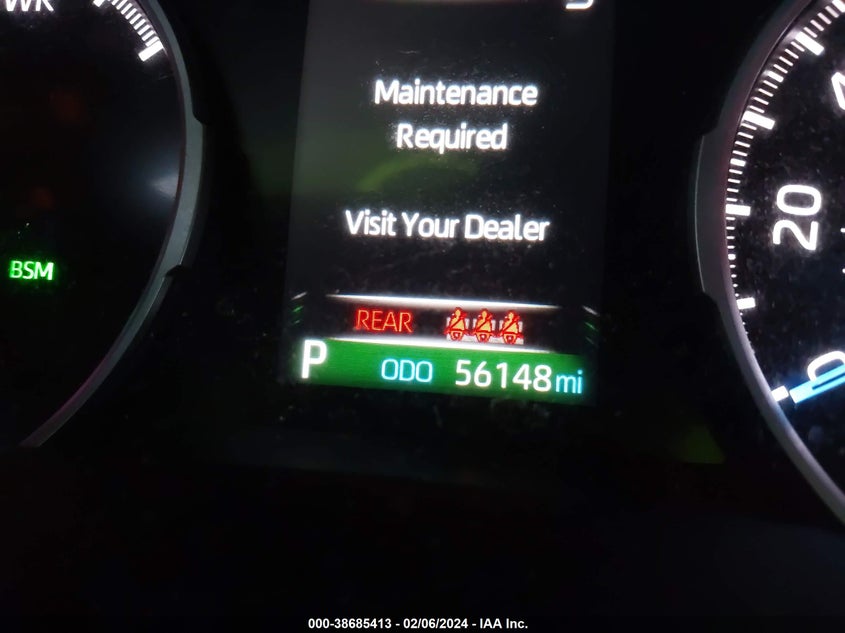 WR
Maintenance
Required
Visit Your Dealer
BSM
20
REAR
P ODO 56148 mi
0
000-38685413 - 02/06/2024 - IAA Inc.